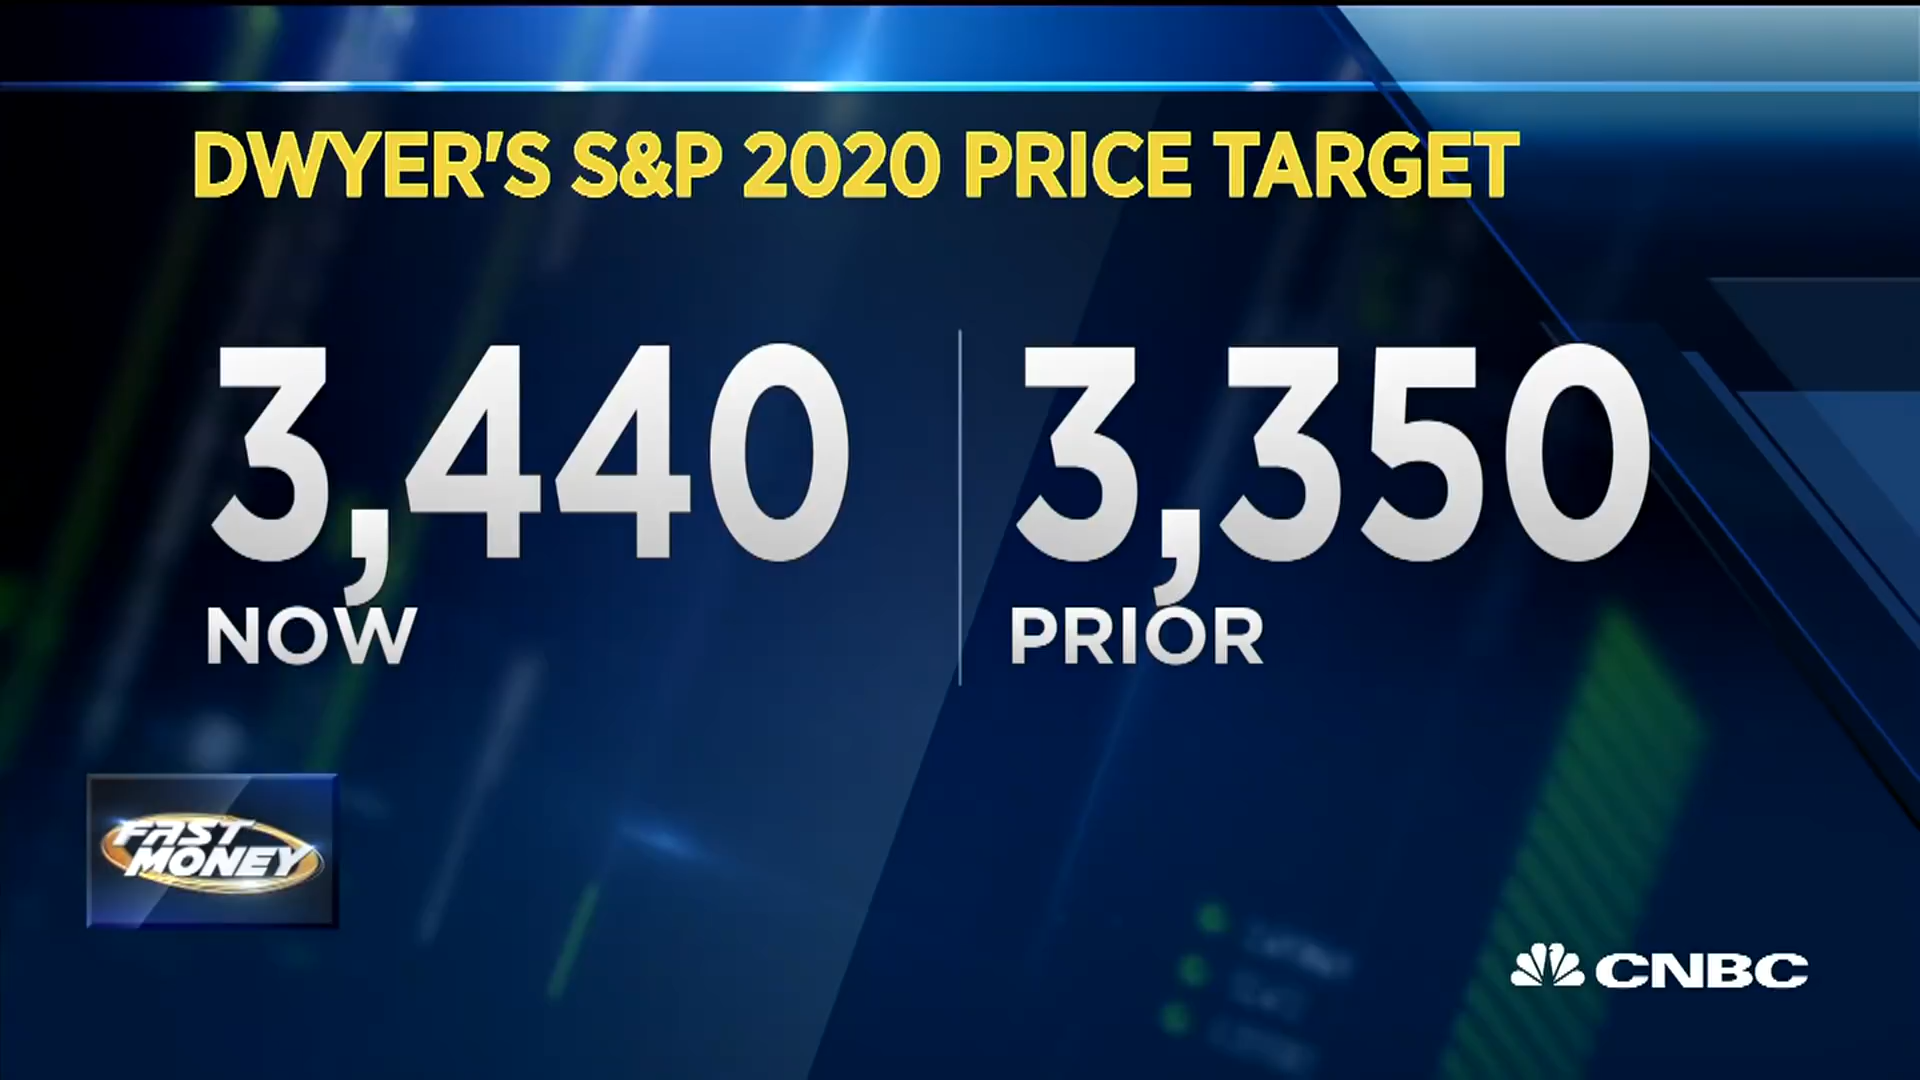 DWYER'S S&P 2020 PRICE TARGET
3,440
NOW
3,350
PRIOR
FAST
MONEY
CNBC